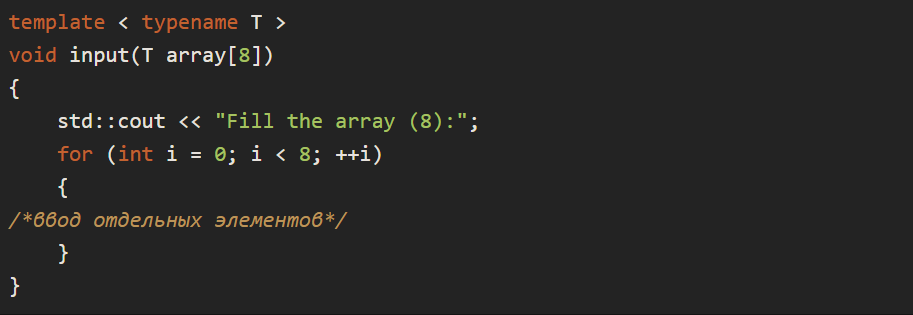 template < typename T >
void input(T array[8])
{
    std::cout << "Fill the array (8):";
    for (int i = 0; i < 8; ++i)
    {
/*ввод отдельных элементов*/
    }
}